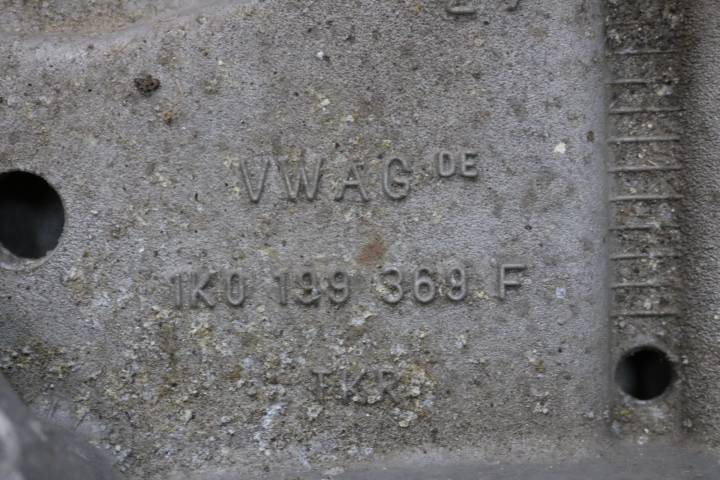 VWAG DE
1K0 199 369 F
TKR